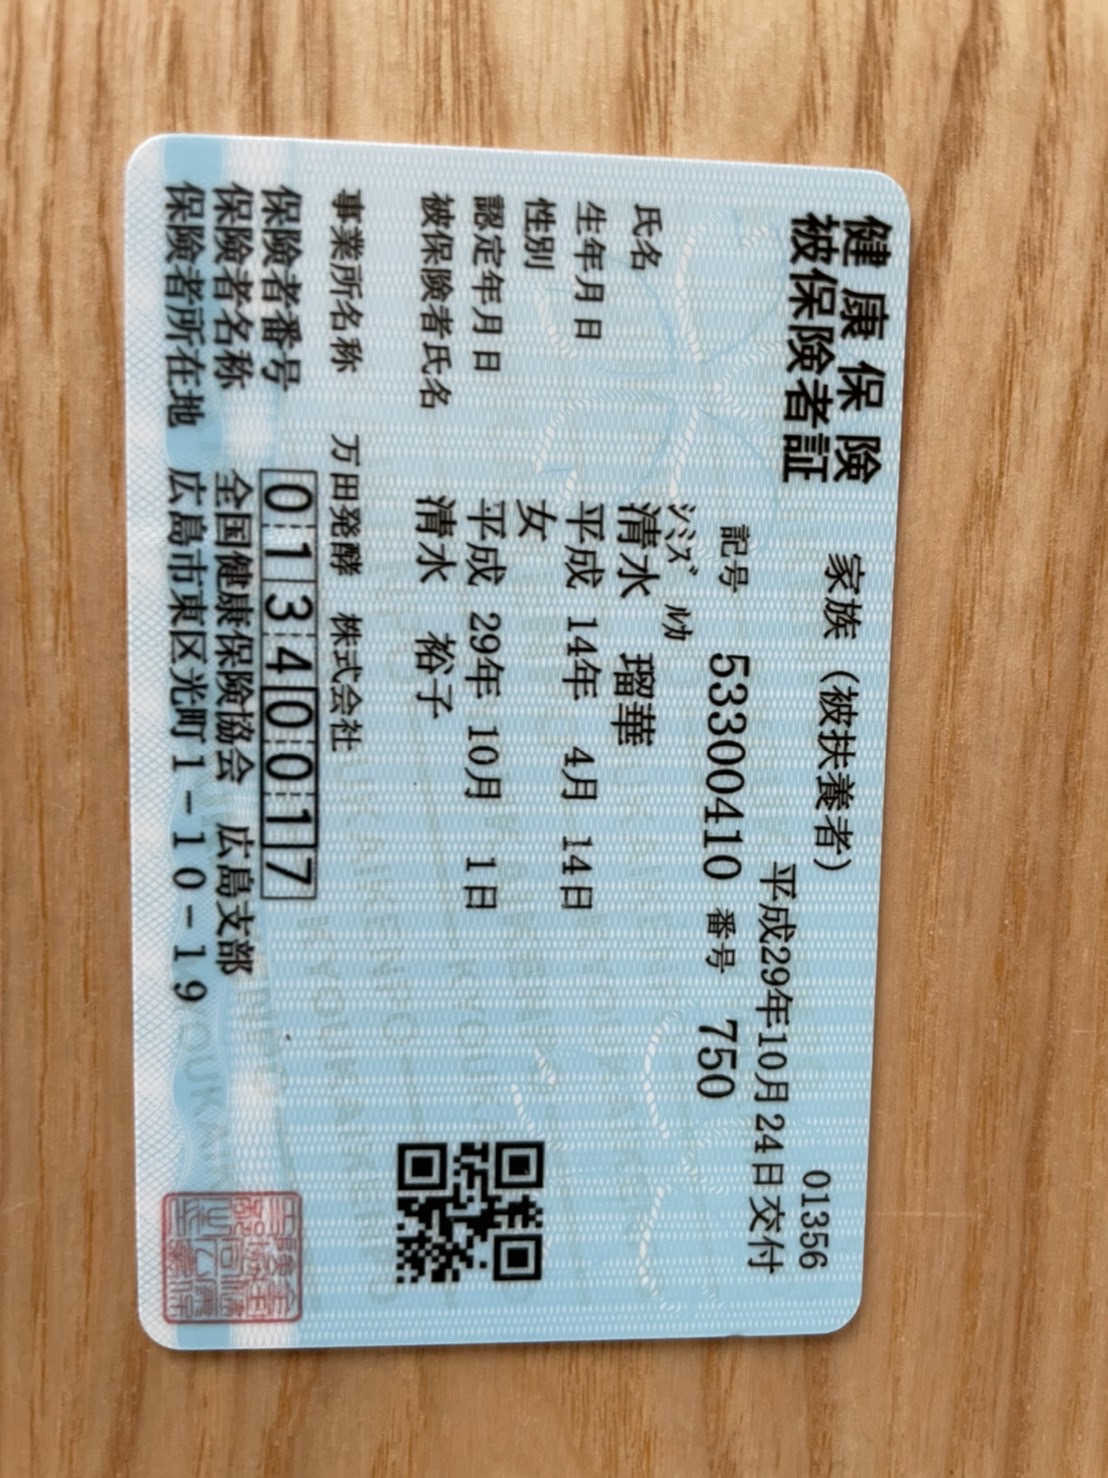 健康保険
被保険者証
家族(被扶養者)
01356
平成29年10月24日交付
記号 53300410 番号 750
ｼﾐｽﾞ ﾙｶ
氏名 清水 瑠華
生年月日 平成 14年 4月 14日
性別 女
認定年月日 平成 29年 10月 1日
被保険者氏名 清水 裕子
事業所名称 万田発酵 株式会社
保険者番号 01340017
保険者名称 全国健康保険協会 広島支部
保険者所在地 広島市東区光町1-10-19